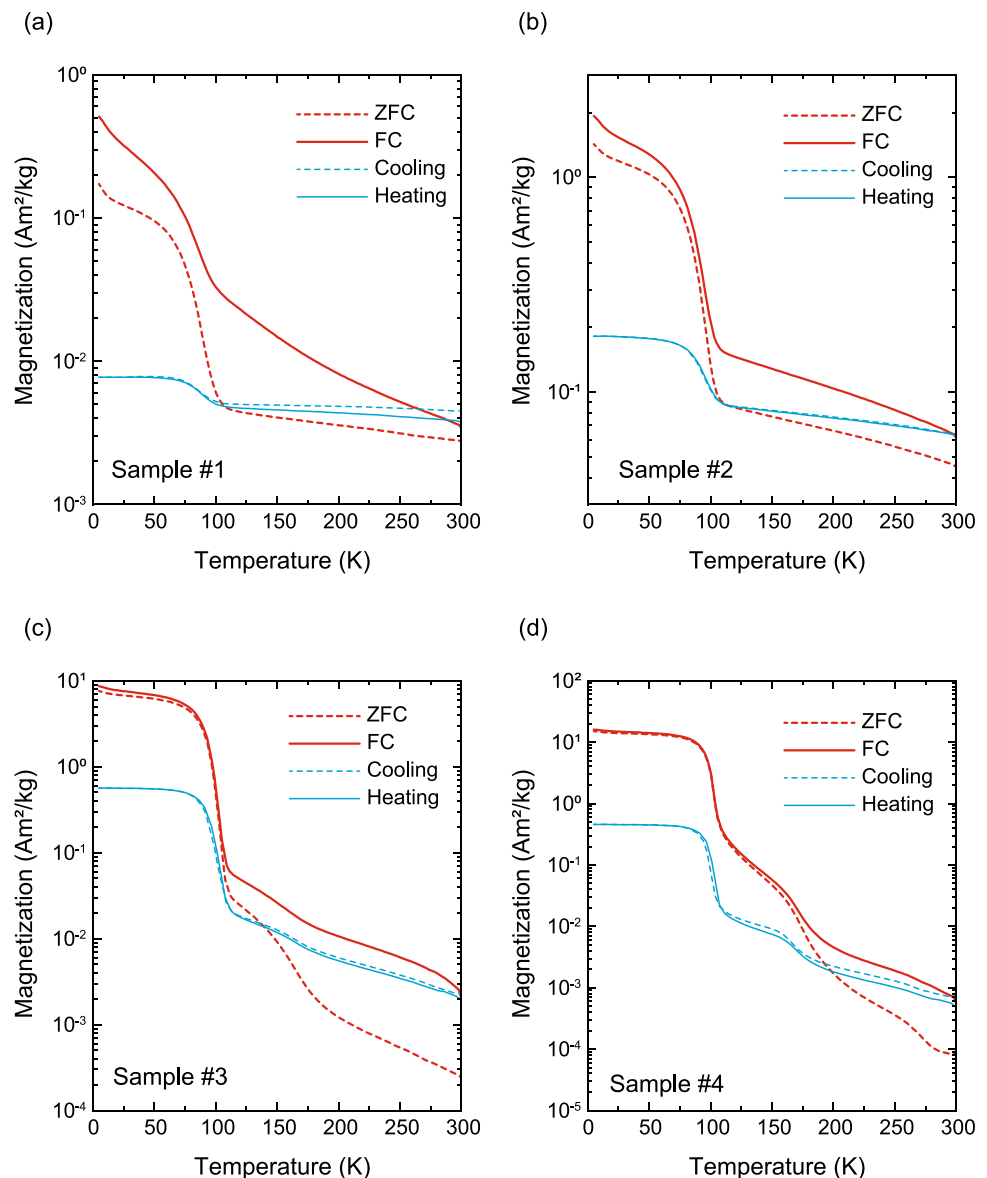 (a)
(b)
10⁰
10⁻¹
10⁻²
10⁻³
Magnetization (Am²/kg)
ZFC
FC
Cooling
Heating
Sample #1
0 50 100 150 200 250 300
Temperature (K)
10⁰
10⁻¹
Magnetization (Am²/kg)
ZFC
FC
Cooling
Heating
Sample #2
0 50 100 150 200 250 300
Temperature (K)
(c)
(d)
10¹
10⁰
10⁻¹
10⁻²
10⁻³
10⁻⁴
Magnetization (Am²/kg)
ZFC
FC
Cooling
Heating
Sample #3
0 50 100 150 200 250 300
Temperature (K)
10²
10¹
10⁰
10⁻¹
10⁻²
10⁻³
10⁻⁴
10⁻⁵
Magnetization (Am²/kg)
ZFC
FC
Cooling
Heating
Sample #4
0 50 100 150 200 250 300
Temperature (K)